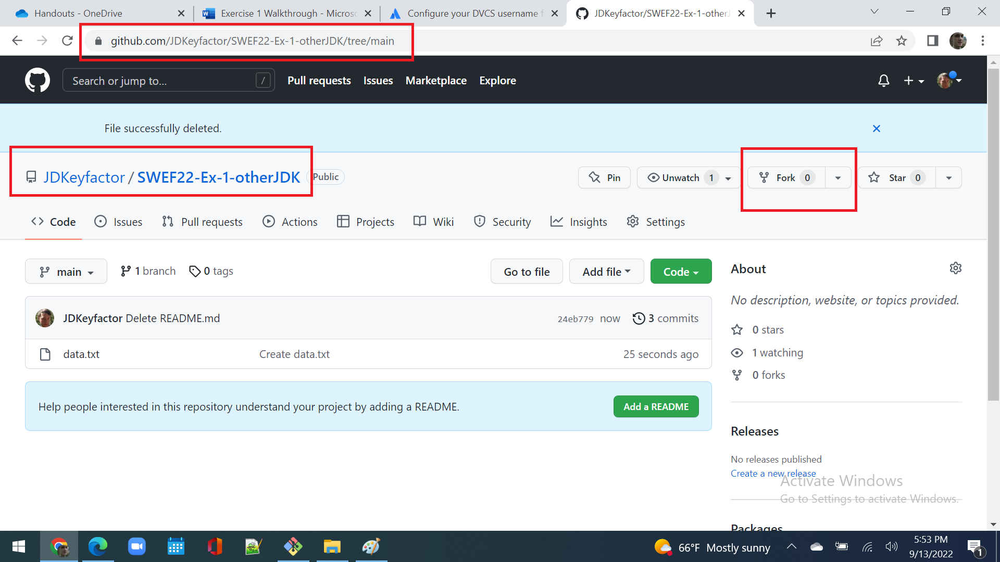 Handouts - OneDrive
Exercise 1 Walkthrough - Microso
Configure your DVCS username f
JDKeyfactor/SWEF22-Ex-1-otherJ
github.com/JDKeyfactor/SWEF22-Ex-1-otherJDK/tree/main
Search or jump to...
/
Pull requests
Issues
Marketplace
Explore
File successfully deleted.
JDKeyfactor / SWEF22-Ex-1-otherJDK
Public
Pin
Unwatch 1
Fork 0
Star 0
Code
Issues
Pull requests
Actions
Projects
Wiki
Security
Insights
Settings
main
1 branch
0 tags
Go to file
Add file
Code
JDKeyfactor Delete README.md
24eb779 now
3 commits
data.txt
Create data.txt
25 seconds ago
Help people interested in this repository understand your project by adding a README.
Add a README
About
No description, website, or topics provided.
0 stars
1 watching
0 forks
Releases
No releases published
Create a new release
Activate Windows
Go to Settings to activate Windows.
Packages
66°F Mostly sunny
5:53 PM
9/13/2022
1